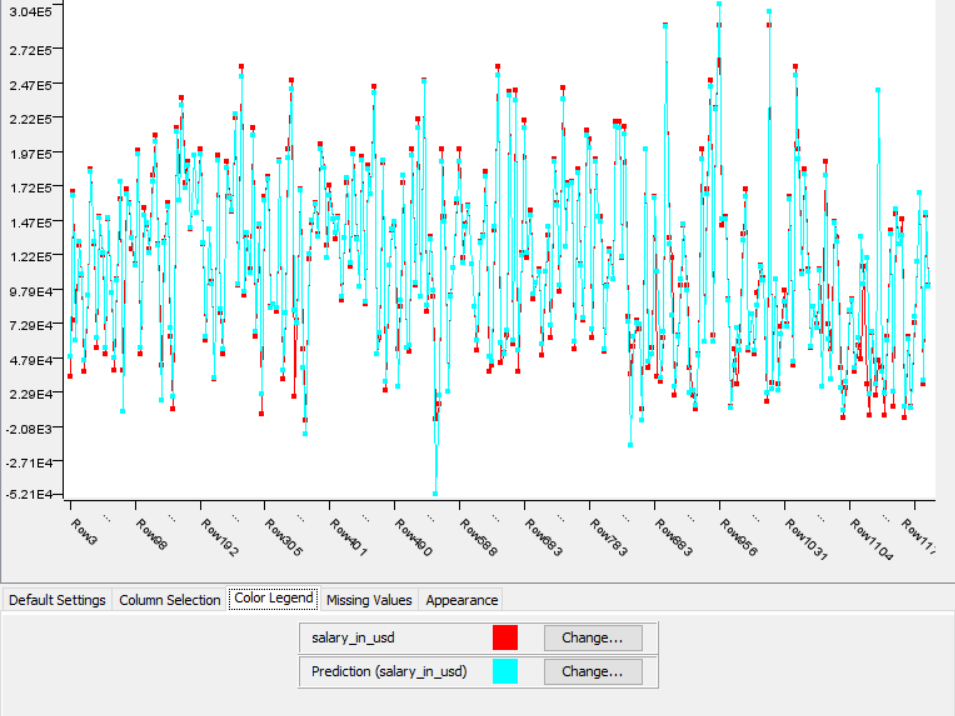 3.04E5
2.72E5
2.47E5
2.22E5
1.97E5
1.72E5
1.47E5
1.22E5
9.79E4
7.29E4
4.79E4
2.29E4
-2.08E3
-2.71E4
-5.21E4
Row3 ... Row98 ... Row192 ... Row305 ... Row401 ... Row490 ... Row588 ... Row683 ... Row783 ... Row883 ... Row956 ... Row1031 ... Row1104 ...
Default Settings Column Selection Color Legend Missing Values Appearance
salary_in_usd Change...
Prediction (salary_in_usd) Change...